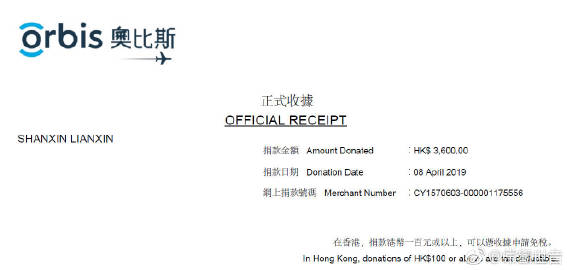 orbis 奧比斯
正式收據
OFFICIAL RECEIPT
SHANXIN LIANXIN
捐款金額 Amount Donated : HK$ 3,600.00
捐款日期 Donation Date : 08 April 2019
網上捐款號碼 Merchant Number : CY1570603-000001175556
在香港，捐款港幣一百元或以上，可以憑收據申請免稅。
In Hong Kong, donations of HK$100 or above are tax deductible.